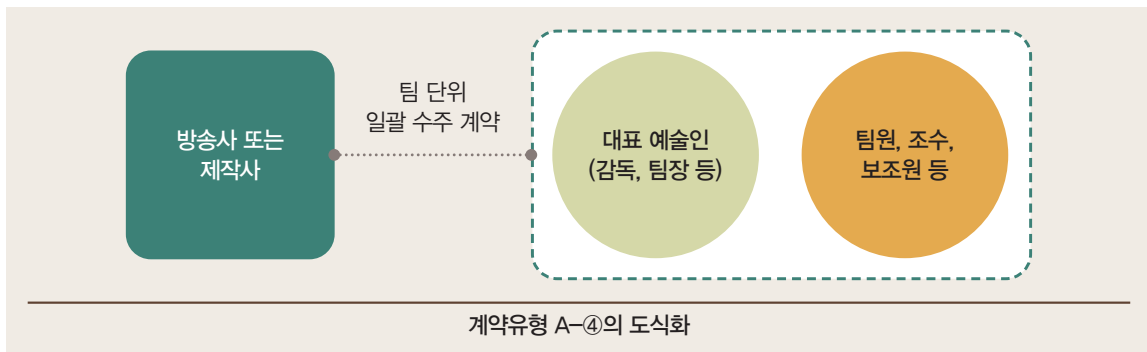 방송사 또는
제작사
팀 단위
일괄 수주 계약
대표 예술인
(감독, 팀장 등)
팀원, 조수,
보조원 등
계약유형 A–④의 도식화